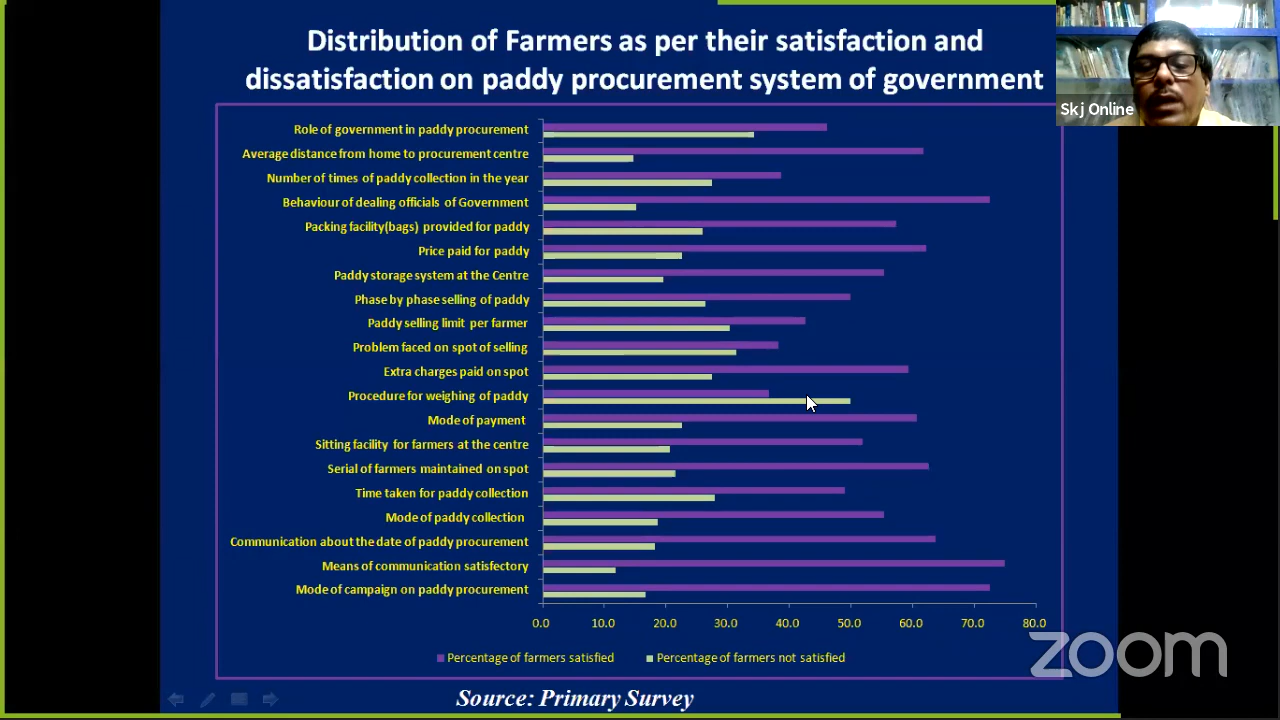 Distribution of Farmers as per their satisfaction and
dissatisfaction on paddy procurement system of government
Skj Online
Role of government in paddy procurement
Average distance from home to procurement centre
Number of times of paddy collection in the year
Behaviour of dealing officials of Government
Packing facility(bags) provided for paddy
Price paid for paddy
Paddy storage system at the Centre
Phase by phase selling of paddy
Paddy selling limit per farmer
Problem faced on spot of selling
Extra charges paid on spot
Procedure for weighing of paddy
Mode of payment
Sitting facility for farmers at the centre
Serial of farmers maintained on spot
Time taken for paddy collection
Mode of paddy collection
Communication about the date of paddy procurement
Means of communication satisfectory
Mode of campaign on paddy procurement
0.0 10.0 20.0 30.0 40.0 50.0 60.0 70.0 80.0
Percentage of farmers satisfied Percentage of farmers not satisfied
zoom
Source: Primary Survey